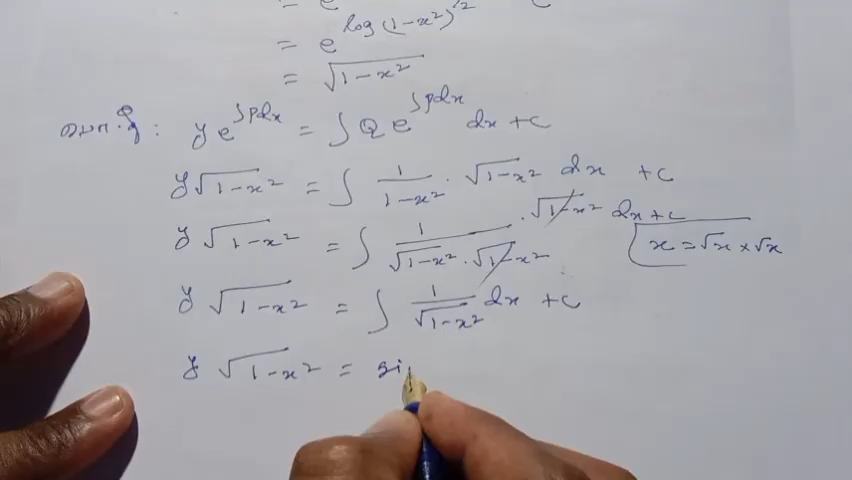 = e^{log (1-x²)^{1/2}}
= √(1-x²)
y e^{∫Pdx} = ∫ Q e^{∫Pdx} dx + C
y √(1-x²) = ∫ 1/(1-x²) · √(1-x²) dx + C
y √(1-x²) = ∫ 1/(√(1-x²) · √(1-x²)) · √(1-x²) dx + C
x = √x × √x
y √(1-x²) = ∫ 1/√(1-x²) dx + C
y √(1-x²) = si